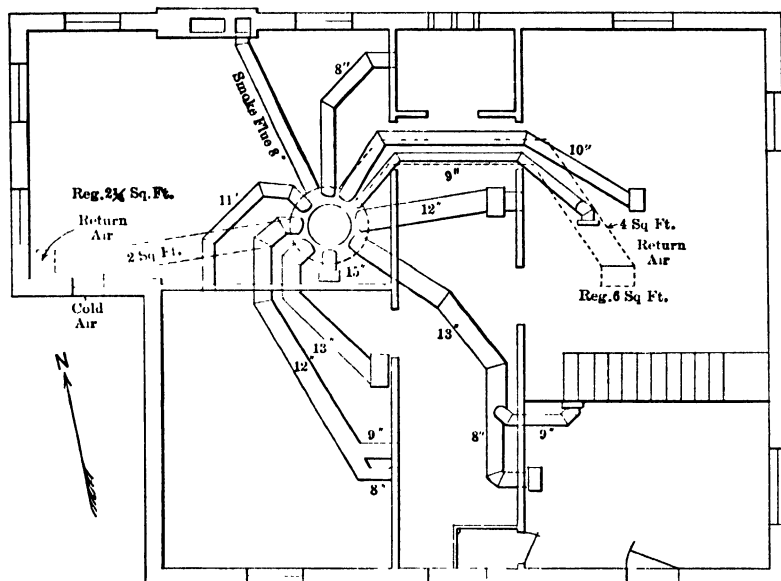 8"
Smoke Flue 8"
10"
9"
Reg. 2¼ Sq. Ft.
11'
12"
Return
Air
4 Sq Ft.
Return
Air
2 Sq Ft.
15"
Reg. 6 Sq Ft.
Cold
Air
13"
13"
12"
N
9"
8"
9"
8"